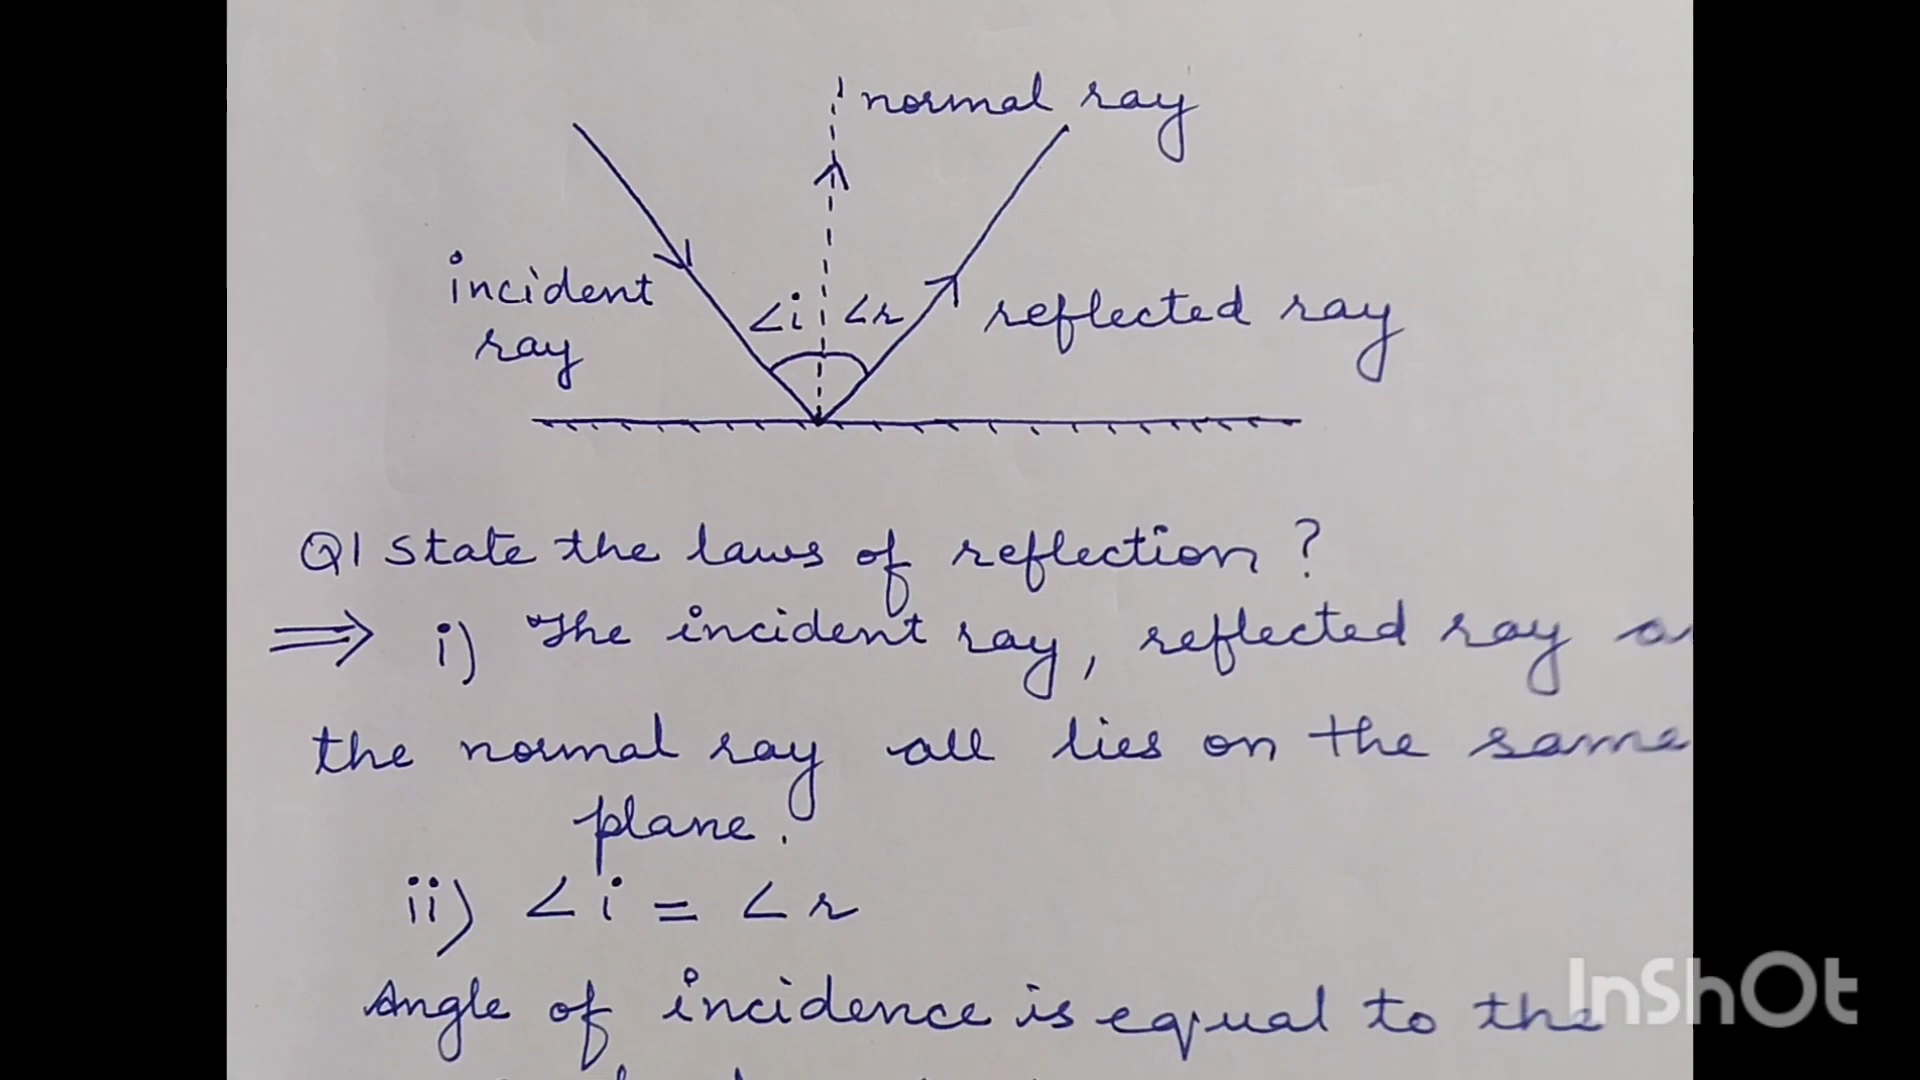 normal ray
incident
ray
∠i ∠r
reflected ray
Q1 State the laws of reflection?
⇒ i) The incident ray, reflected ray
the normal ray all lies on the same
plane.
ii) ∠i = ∠r
Angle of incidence is equal to the
InShOt